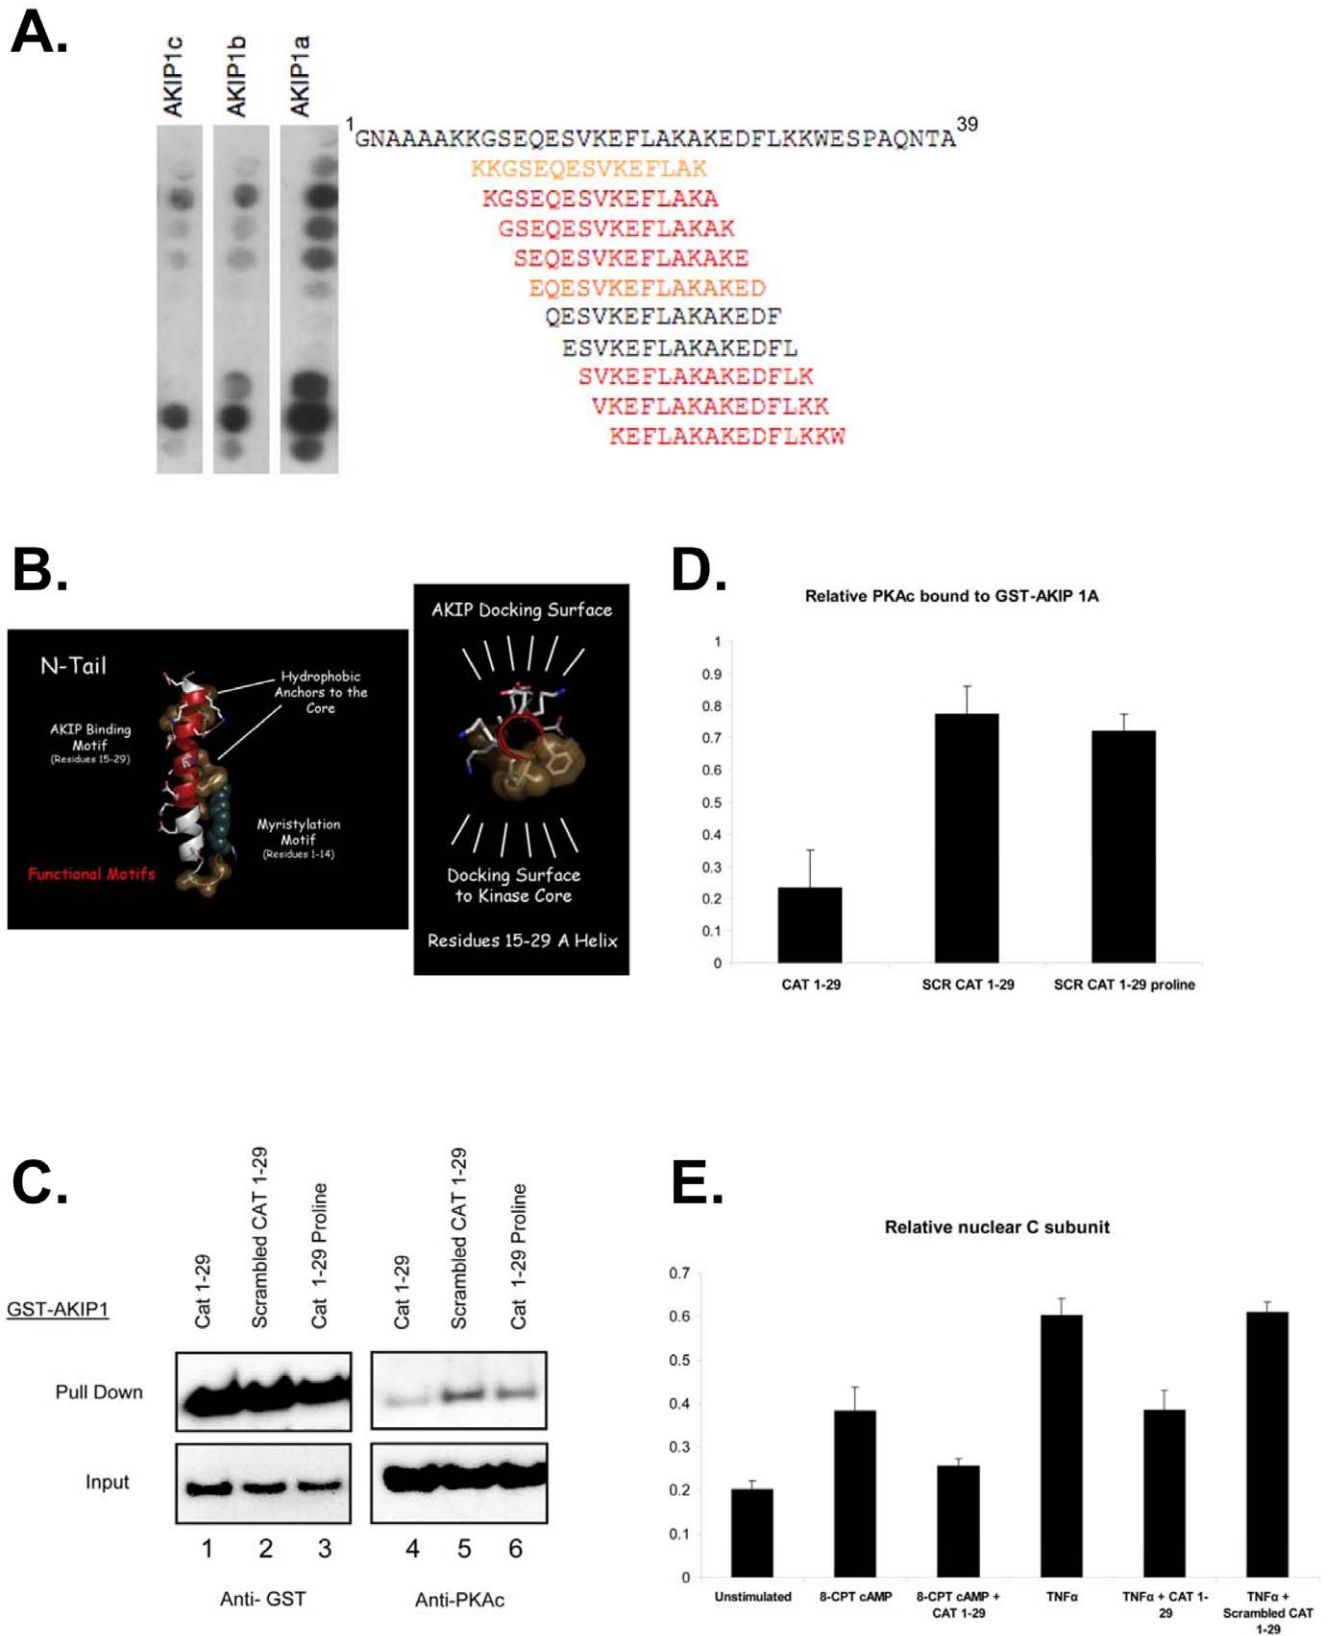 A.
AKIP1c
AKIP1b
AKIP1a
1
GNAAAAKKGSEQESVKEFLAKAKEDFLKKWESPAQNTA
39
KKGSEQESVKEFLAK
KGSEQESVKEFLAKA
GSEQESVKEFLAKAK
SEQESVKEFLAKAKE
EQESVKEFLAKAKED
QESVKEFLAKAKEDF
ESVKEFLAKAKEDFL
SVKEFLAKAKEDFLK
VKEFLAKAKEDFLKK
KEFLAKAKEDFLKKW
B.
N-Tail
Hydrophobic
Anchors to the
Core
AKIP Binding
Motif
(Residues 15-29)
Myristylation
Motif
(Residues 1-14)
Functional Motifs
AKIP Docking Surface
Docking Surface
to Kinase Core
Residues 15-29 A Helix
D.
Relative PKAc bound to GST-AKIP 1A
1
0.9
0.8
0.7
0.6
0.5
0.4
0.3
0.2
0.1
0
CAT 1-29
SCR CAT 1-29
SCR CAT 1-29 proline
C.
GST-AKIP1
Cat 1-29
Scrambled CAT 1-29
Cat 1-29 Proline
Cat 1-29
Scrambled CAT 1-29
Cat 1-29 Proline
Pull Down
Input
1 2 3 4 5 6
Anti- GST
Anti-PKAc
E.
Relative nuclear C subunit
0.7
0.6
0.5
0.4
0.3
0.2
0.1
0
Unstimulated
8-CPT cAMP
8-CPT cAMP +
CAT 1-29
TNFα
TNFα + CAT 1-
29
TNFα +
Scrambled CAT
1-29